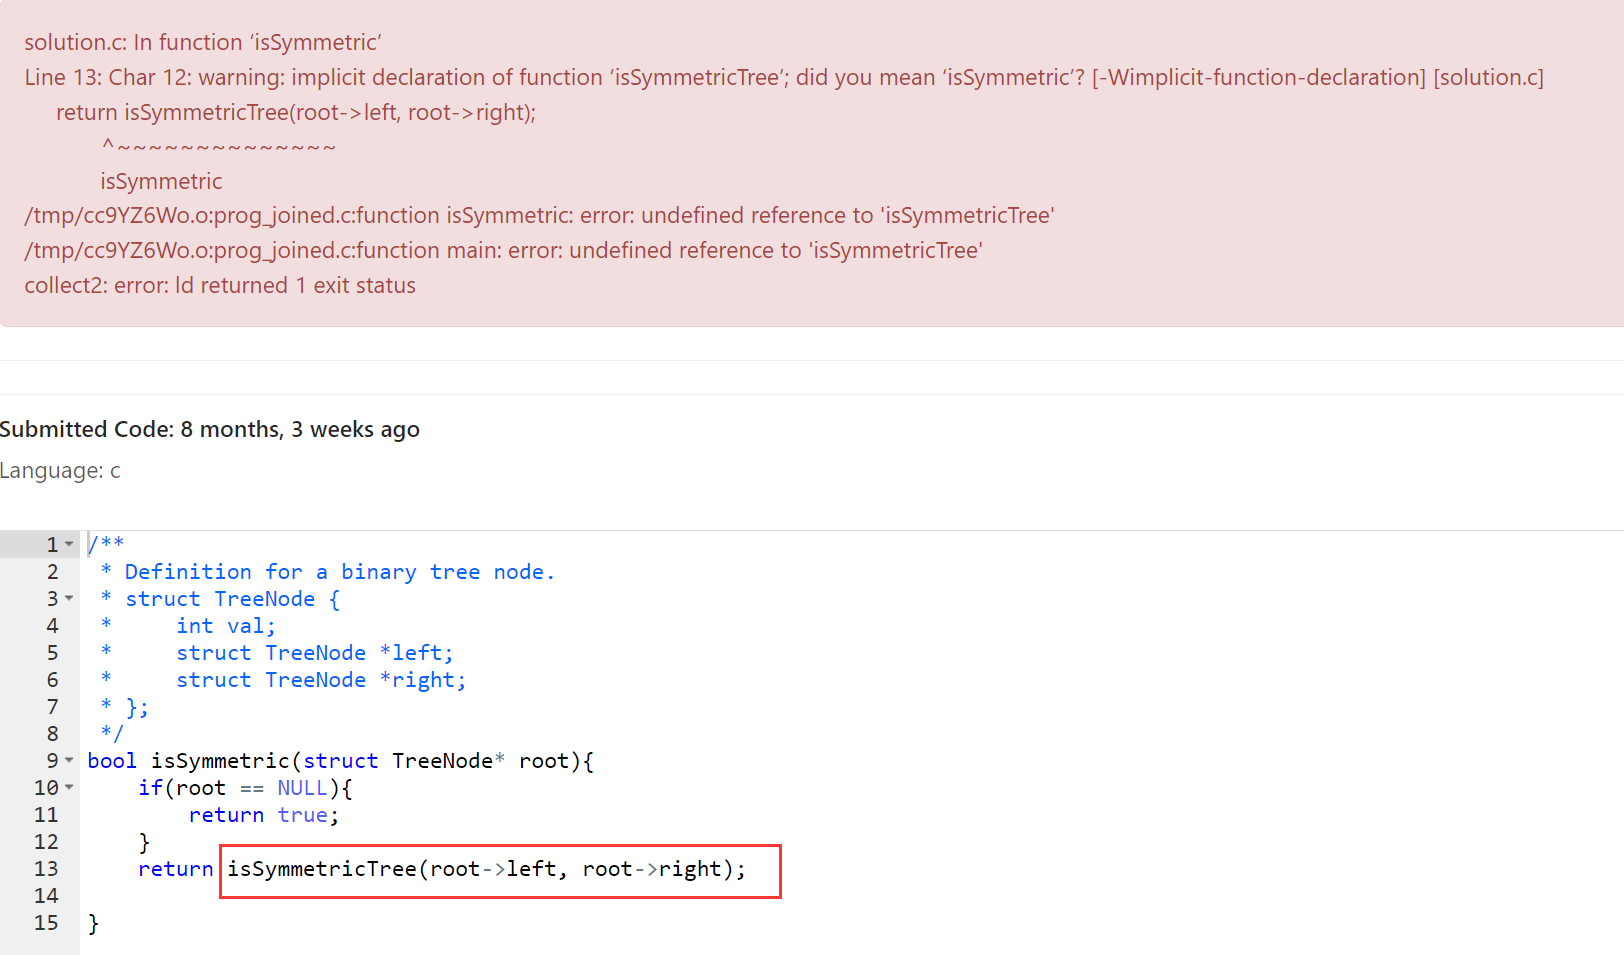 solution.c: In function ‘isSymmetric’
Line 13: Char 12: warning: implicit declaration of function ‘isSymmetricTree’; did you mean ‘isSymmetric’? [-Wimplicit-function-declaration] [solution.c]
return isSymmetricTree(root->left, root->right);
^~~~~~~~~~~~~~~
isSymmetric
/tmp/cc9YZ6Wo.o:prog_joined.c:function isSymmetric: error: undefined reference to 'isSymmetricTree'
/tmp/cc9YZ6Wo.o:prog_joined.c:function main: error: undefined reference to 'isSymmetricTree'
collect2: error: ld returned 1 exit status
Submitted Code: 8 months, 3 weeks ago
Language: c
1 /**
2  * Definition for a binary tree node.
3  * struct TreeNode {
4  *     int val;
5  *     struct TreeNode *left;
6  *     struct TreeNode *right;
7  * };
8  */
9 bool isSymmetric(struct TreeNode* root){
10     if(root == NULL){
11         return true;
12     }
13     return isSymmetricTree(root->left, root->right);
14
15 }